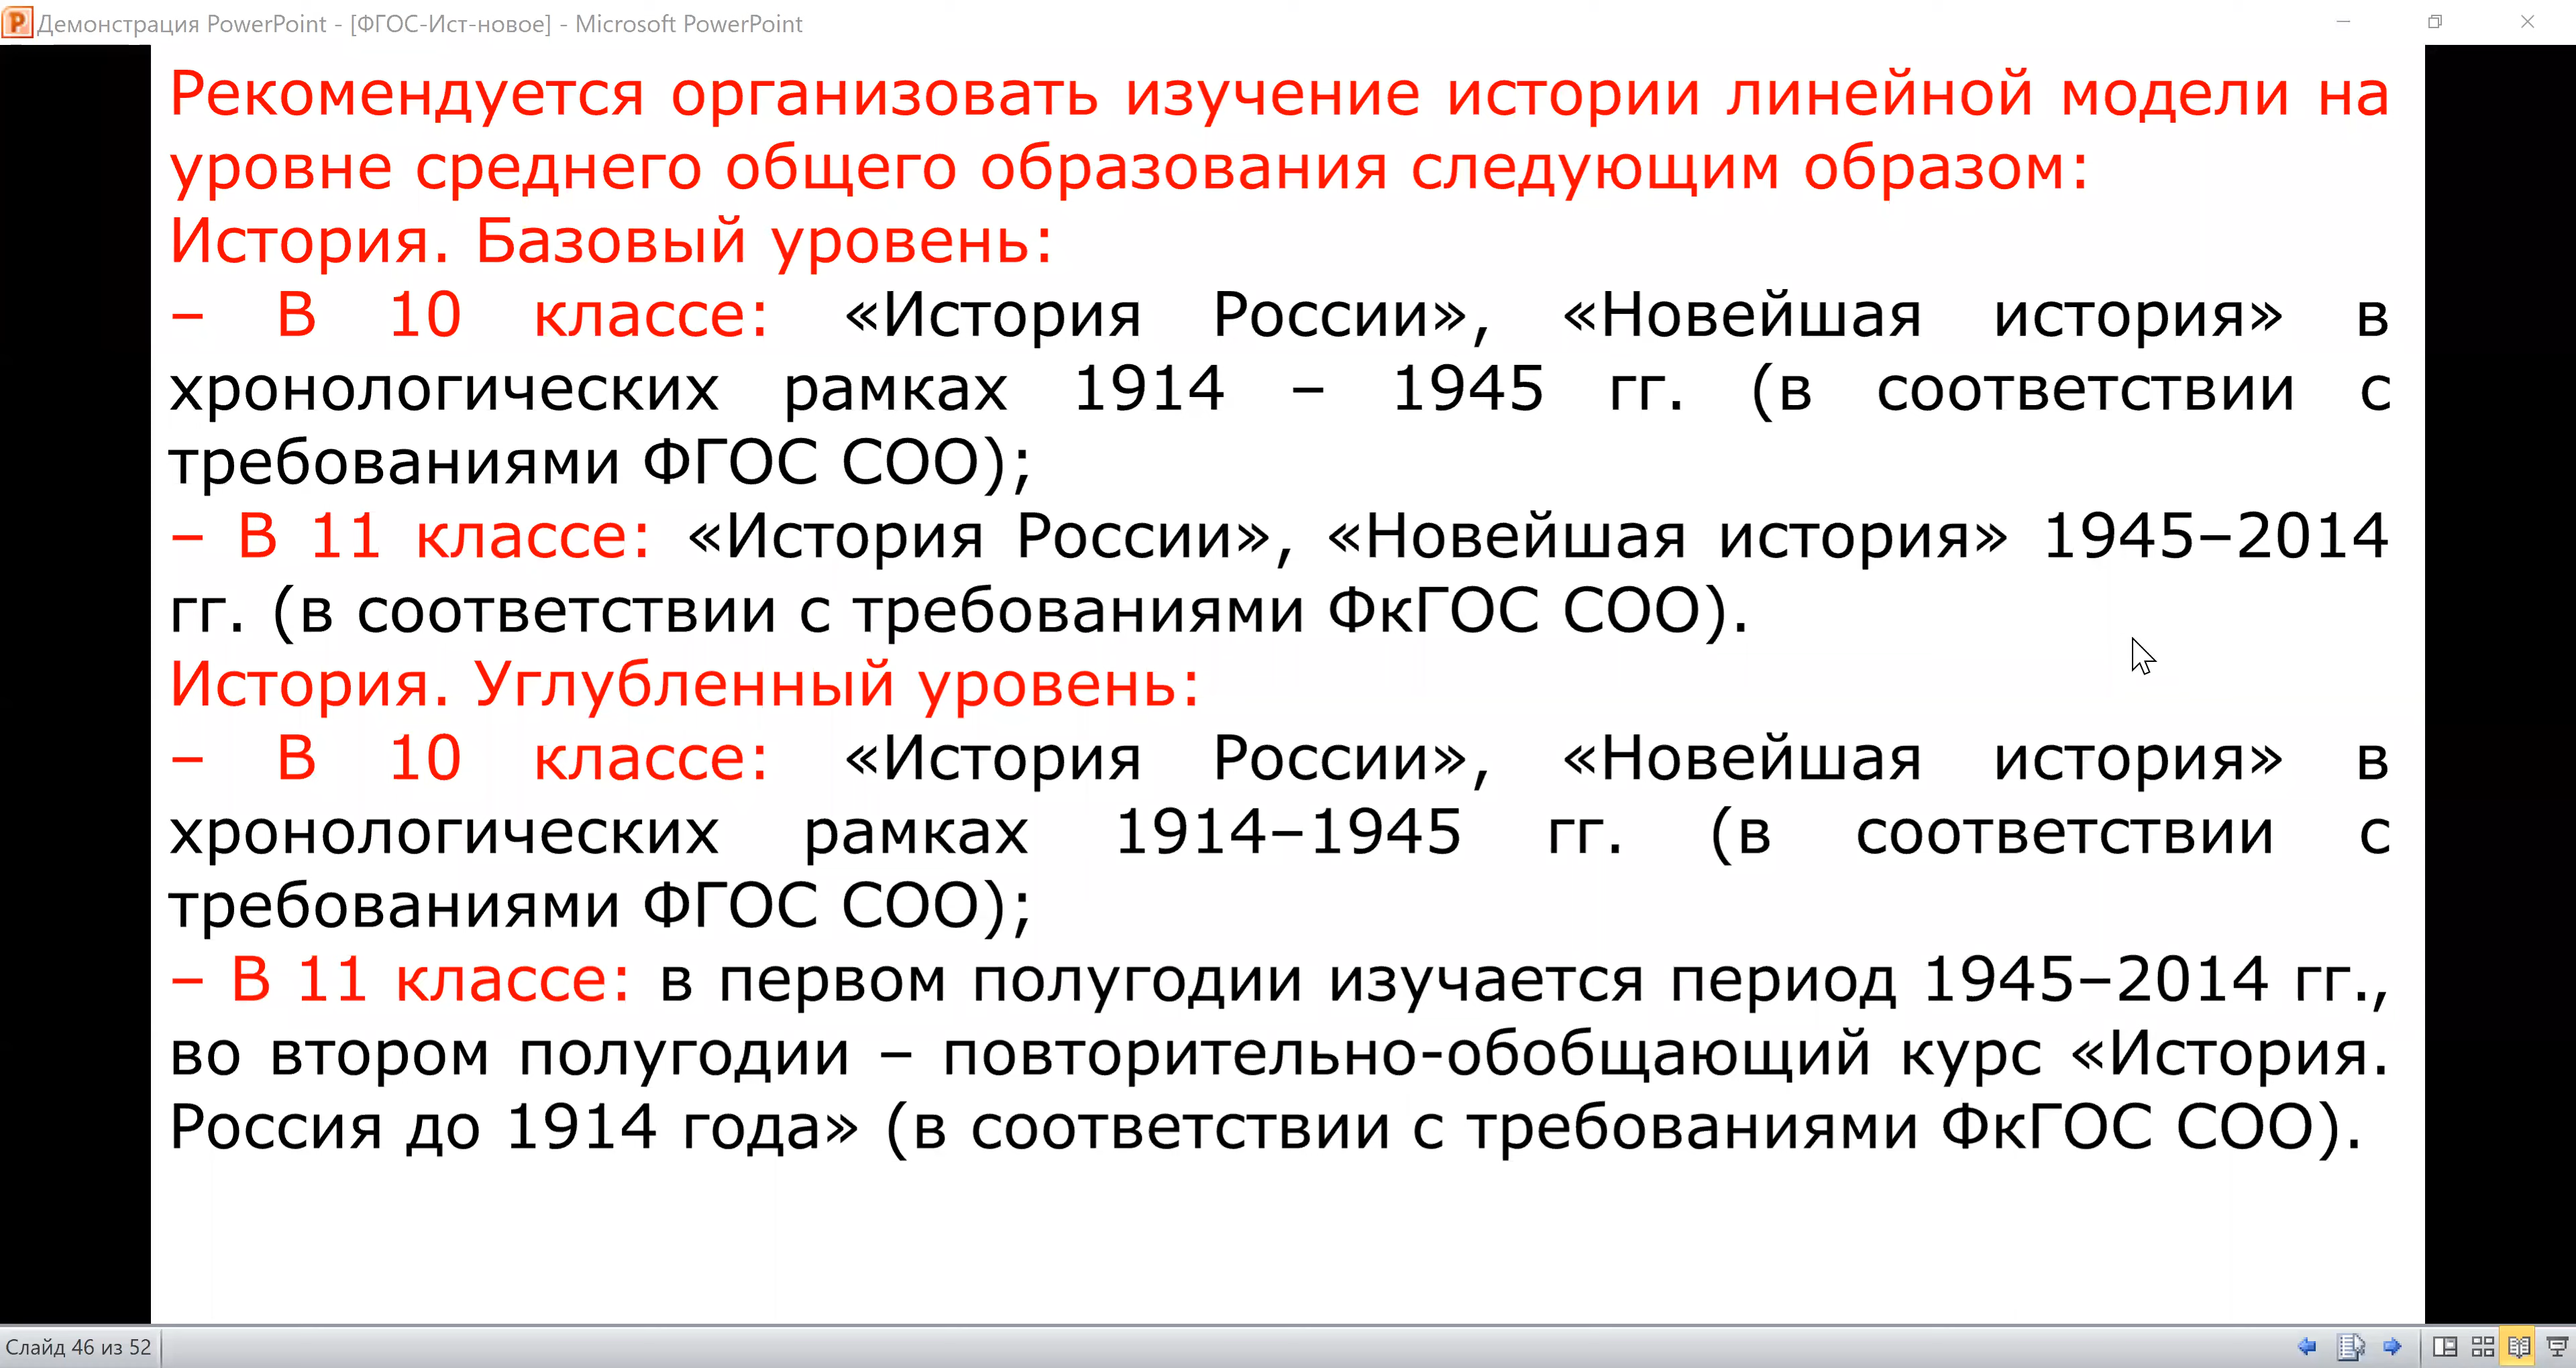 Демонстрация PowerPoint - [ФГОС-Ист-новое] - Microsoft PowerPoint
Рекомендуется организовать изучение истории линейной модели на
уровне среднего общего образования следующим образом:
История. Базовый уровень:
– В 10 классе: «История России», «Новейшая история» в
хронологических рамках 1914 – 1945 гг. (в соответствии с
требованиями ФГОС СОО);
– В 11 классе: «История России», «Новейшая история» 1945–2014
гг. (в соответствии с требованиями ФкГОС СОО).
История. Углубленный уровень:
– В 10 классе: «История России», «Новейшая история» в
хронологических рамках 1914–1945 гг. (в соответствии с
требованиями ФГОС СОО);
– В 11 классе: в первом полугодии изучается период 1945–2014 гг.,
во втором полугодии – повторительно-обобщающий курс «История.
Россия до 1914 года» (в соответствии с требованиями ФкГОС СОО).
Слайд 46 из 52